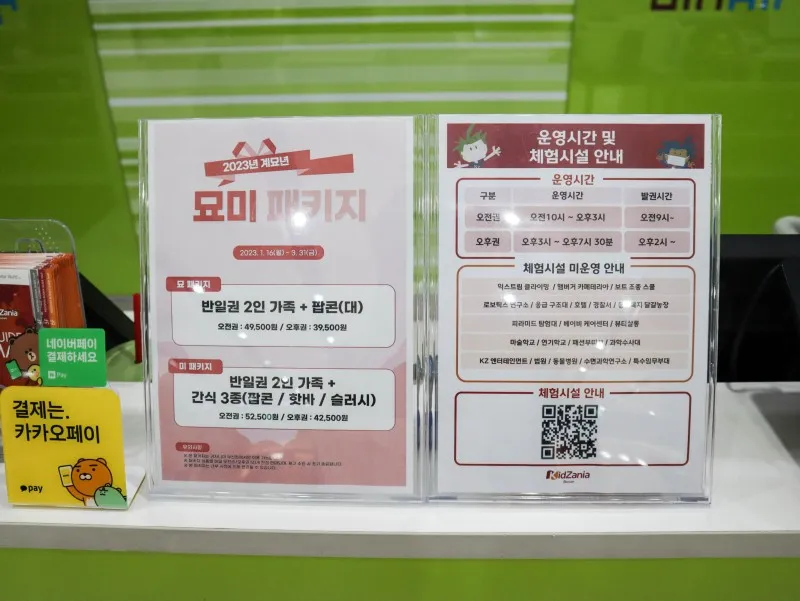 네이버페이
결제하세요
N Pay
결제는.
카카오페이
pay
2023년 계묘년
묘미 패키지
2023. 1. 16(월) ~ 3. 31(금)
묘 패키지
반일권 2인 가족 + 팝콘(대)
오전권 : 49,500원 / 오후권 : 39,500원
미 패키지
반일권 2인 가족 +
간식 3종(팝콘 / 핫바 / 슬러시)
오전권 : 52,500원 / 오후권 : 42,500원
유의사항
운영시간 및
체험시설 안내
운영시간
구분 운영시간 발권시간
오전권 오전10시 ~ 오후3시 오전9시~
오후권 오후3시 ~ 오후7시 30분 오후2시 ~
체험시설 미운영 안내
익스트림 클라이밍 / 햄버거 카페테리아 / 보트 조종 스쿨
로보틱스 연구소 / 응급 구조대 / 호텔 / 경찰서 / 달걀농장
피라미드 탐험대 / 베이비 케어센터 / 뷰티살롱
마술학교 / 연기학교 / 패션부띠끄 / 과학수사대
KZ 엔터테인먼트 / 법원 / 동물병원 / 수면과학연구소 / 특수임무부대
체험시설 안내
KidZania